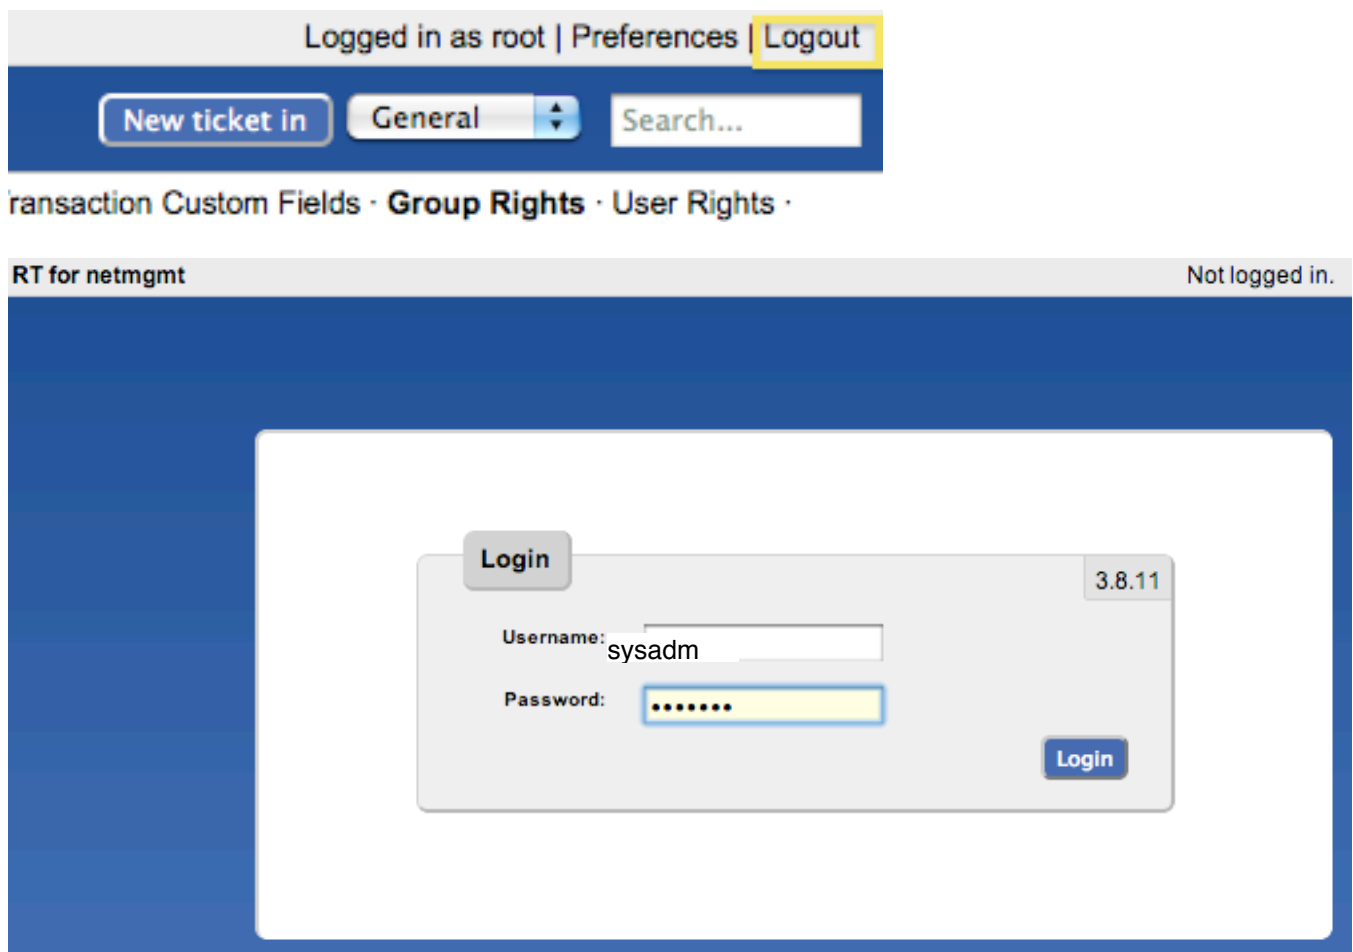 Logged in as root | Preferences | Logout
New ticket in General Search...
ransaction Custom Fields · Group Rights · User Rights ·
RT for netmgmt Not logged in.
Login
3.8.11
Username: sysadm
Password: •••••••
Login